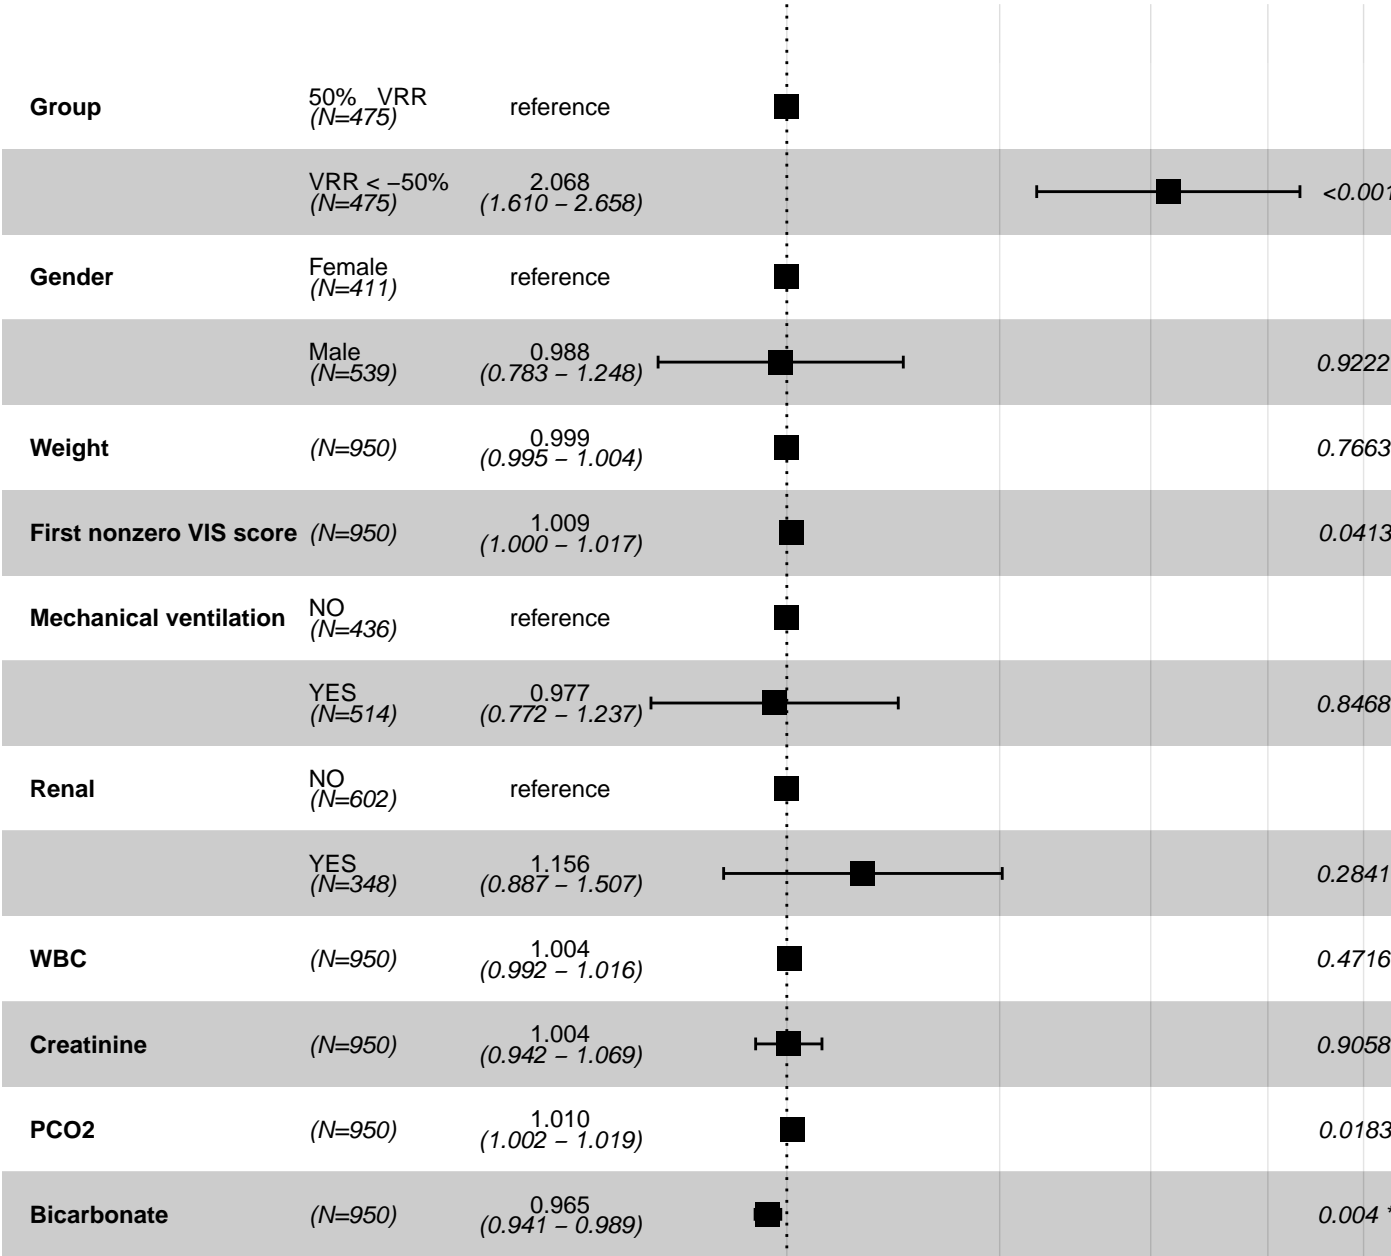 Group 50% VRR reference
(N=475)
VRR < −50% 2.068 <0.001
(N=475) (1.610 − 2.658)
Gender Female reference
(N=411)
Male 0.988 0.9222
(N=539) (0.783 − 1.248)
Weight (N=950) 0.999 0.7663
(0.995 − 1.004)
First nonzero VIS score (N=950) 1.009 0.0413
(1.000 − 1.017)
Mechanical ventilation NO reference
(N=436)
YES 0.977 0.8468
(N=514) (0.772 − 1.237)
Renal NO reference
(N=602)
YES 1.156 0.2841
(N=348) (0.887 − 1.507)
WBC (N=950) 1.004 0.4716
(0.992 − 1.016)
Creatinine (N=950) 1.004 0.9058
(0.942 − 1.069)
PCO2 (N=950) 1.010 0.0183
(1.002 − 1.019)
Bicarbonate (N=950) 0.965 0.004 *
(0.941 − 0.989)